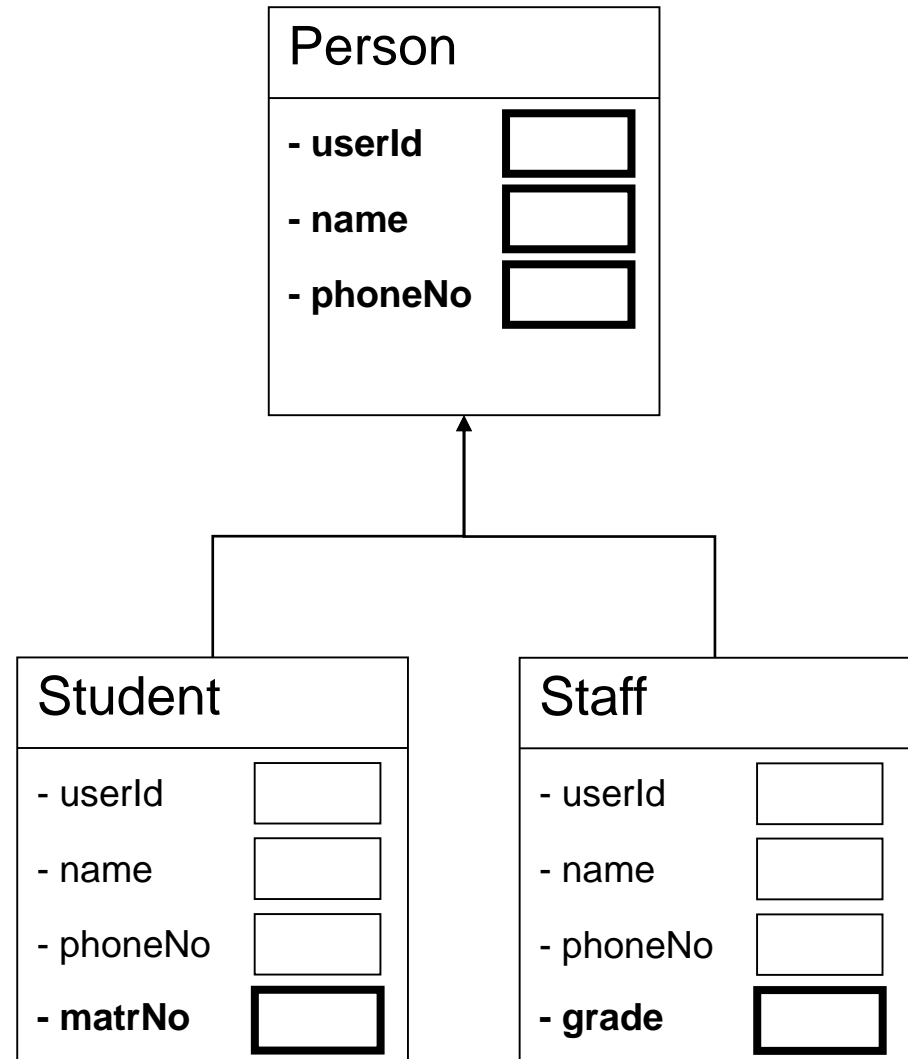 Person
- userId
- name
- phoneNo
Student
- userId
- name
- phoneNo
- matrNo
Staff
- userId
- name
- phoneNo
- grade